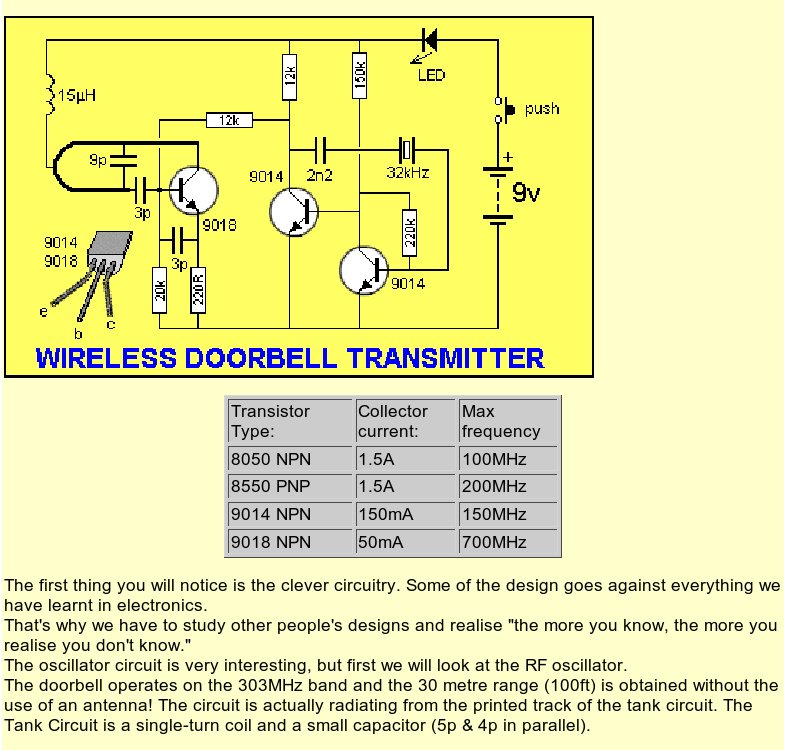 12k
150k
LED
15µH
12k
push
9p
9014
2n2
32kHz
+
9v
3p
9018
220k
9014
9018
3p
9014
20k
220R
e
b
c
WIRELESS DOORBELL TRANSMITTER
Transistor Type:
Collector current:
Max frequency
8050 NPN 1.5A 100MHz
8550 PNP 1.5A 200MHz
9014 NPN 150mA 150MHz
9018 NPN 50mA 700MHz
The first thing you will notice is the clever circuitry. Some of the design goes against everything we
have learnt in electronics.
That's why we have to study other people's designs and realise "the more you know, the more you
realise you don't know."
The oscillator circuit is very interesting, but first we will look at the RF oscillator.
The doorbell operates on the 303MHz band and the 30 metre range (100ft) is obtained without the
use of an antenna! The circuit is actually radiating from the printed track of the tank circuit. The
Tank Circuit is a single-turn coil and a small capacitor (5p & 4p in parallel).